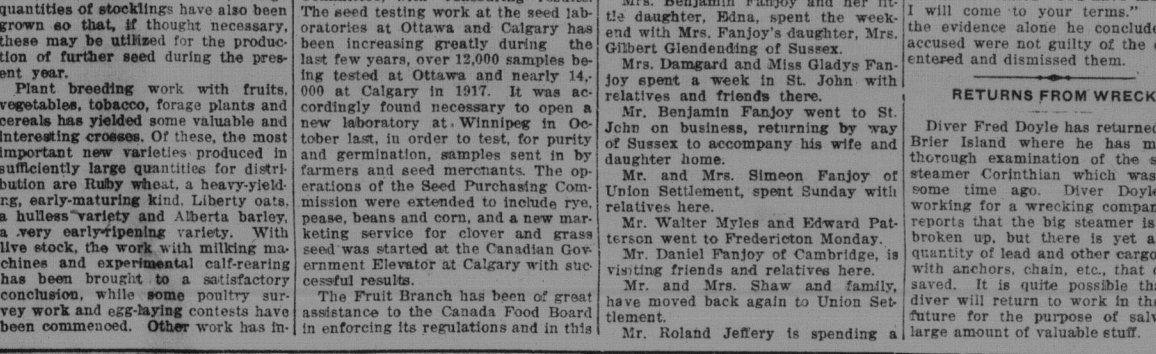 quantities of stocklings have also been
grown so that, if thought necessary,
these may be utilized for the produc-
tion of further seed during the pres-
ent year.
Plant breeding work with fruits,
vegetables, tobacco, forage plants and
cereals has yielded some valuable and
interesting crosses. Of these, the most
important new varieties produced in
sufficiently large quantities for distri-
bution are Ruby wheat, a heavy-yield-
ng, early-maturing kind, Liberty oats,
a hulless variety and Alberta barley,
a very early-ripening variety. With
live stock, the work with milking ma-
chines and experimental calf-rearing
has been brought to a satisfactory
conclusion, while some poultry sur-
vey work and egg-laying contests have
been commenced. Other work has in-
The seed testing work at the seed lab-
oratories at Ottawa and Calgary has
been increasing greatly during the
last few years, over 12,000 samples be-
ing tested at Ottawa and nearly 14,-
000 at Calgary in 1917. It was ac-
cordingly found necessary to open a
new laboratory at Winnipeg in Oc-
tober last, in order to test, for purity
and germination, samples sent in by
farmers and seed merchants. The op-
erations of the Seed Purchasing Com-
mission were extended to include rye,
pease, beans and corn, and a new mar-
keting service for clover and grass
seed was started at the Canadian Gov-
ernment Elevator at Calgary with suc-
cessful results.
The Fruit Branch has been of great
assistance to the Canada Food Board
in enforcing its regulations and in this
Mrs. Benjamin Fanjoy and her lit-
tle daughter, Edna, spent the week-
end with Mrs. Fanjoy's daughter, Mrs.
Gilbert Glendending of Sussex.
Mrs. Damgard and Miss Gladys Fan-
joy spent a week in St. John with
relatives and friends there.
Mr. Benjamin Fanjoy went to St.
John on business, returning by way
of Sussex to accompany his wife and
daughter home.
Mr. and Mrs. Simeon Fanjoy of
Union Settlement, spent Sunday with
relatives here.
Mr. Walter Myles and Edward Pat-
terson went to Fredericton Monday.
Mr. Daniel Fanjoy of Cambridge, is
visiting friends and relatives here.
Mr. and Mrs. Shaw and family,
have moved back again to Union Set-
tlement.
Mr. Roland Jeffery is spending a
I will come to your terms."
the evidence alone he conclude
accused were not guilty of the
entered and dismissed them.
RETURNS FROM WRECK
Diver Fred Doyle has returned
Brier Island where he has m
thorough examination of the s
steamer Corinthian which was
some time ago. Diver Doyle
working for a wrecking compan
reports that the big steamer is
broken up, but there is yet a
quantity of lead and other cargo
with anchors, chain, etc., that
saved. It is quite possible th
diver will return to work in the
future for the purpose of salv
large amount of valuable stuff.